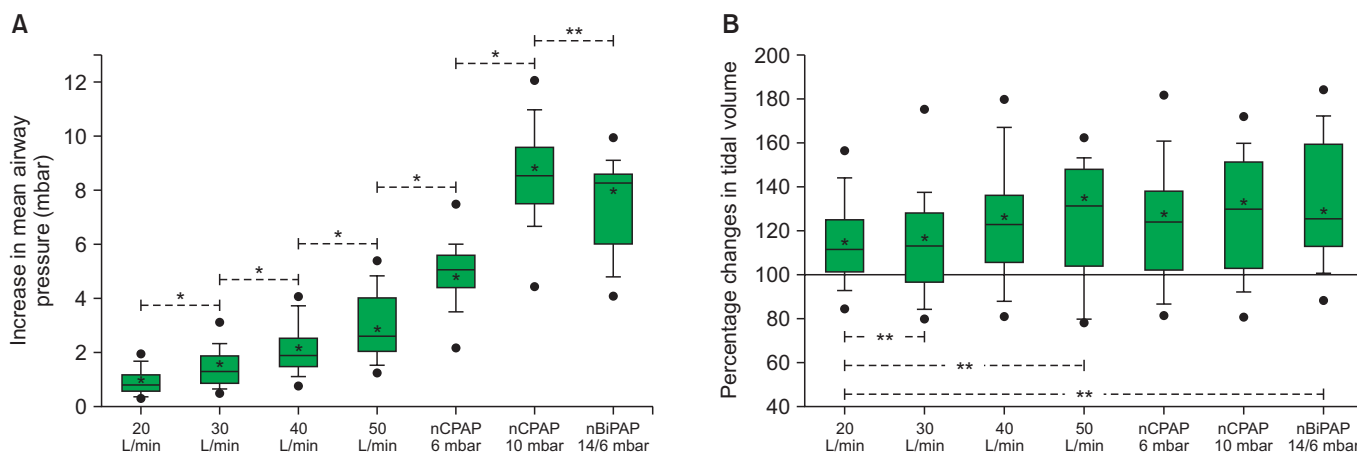 A
Increase in mean airway
pressure (mbar)
12
10
8
6
4
2
0
*
*
*
*
*
**
*
*
*
*
*
*
*
20
L/min
30
L/min
40
L/min
50
L/min
nCPAP
6 mbar
nCPAP
10 mbar
nBiPAP
14/6 mbar
B
Percentage changes in tidal volume
200
180
160
140
120
100
80
60
40
*
*
*
*
*
*
*
**
**
**
20
L/min
30
L/min
40
L/min
50
L/min
nCPAP
6 mbar
nCPAP
10 mbar
nBiPAP
14/6 mbar